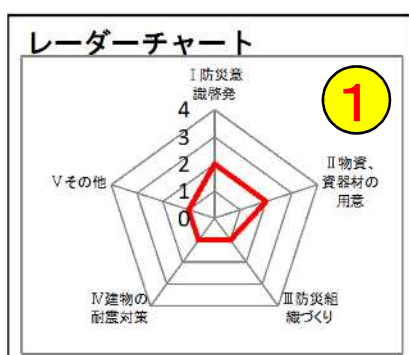 レーダーチャート
1
Ⅰ防災意
識啓発
4
3
2
1
0
Ⅱ物資、
資器材の
用意
Ⅴその他
Ⅳ建物の
耐震対策
Ⅲ防災組
織づくり